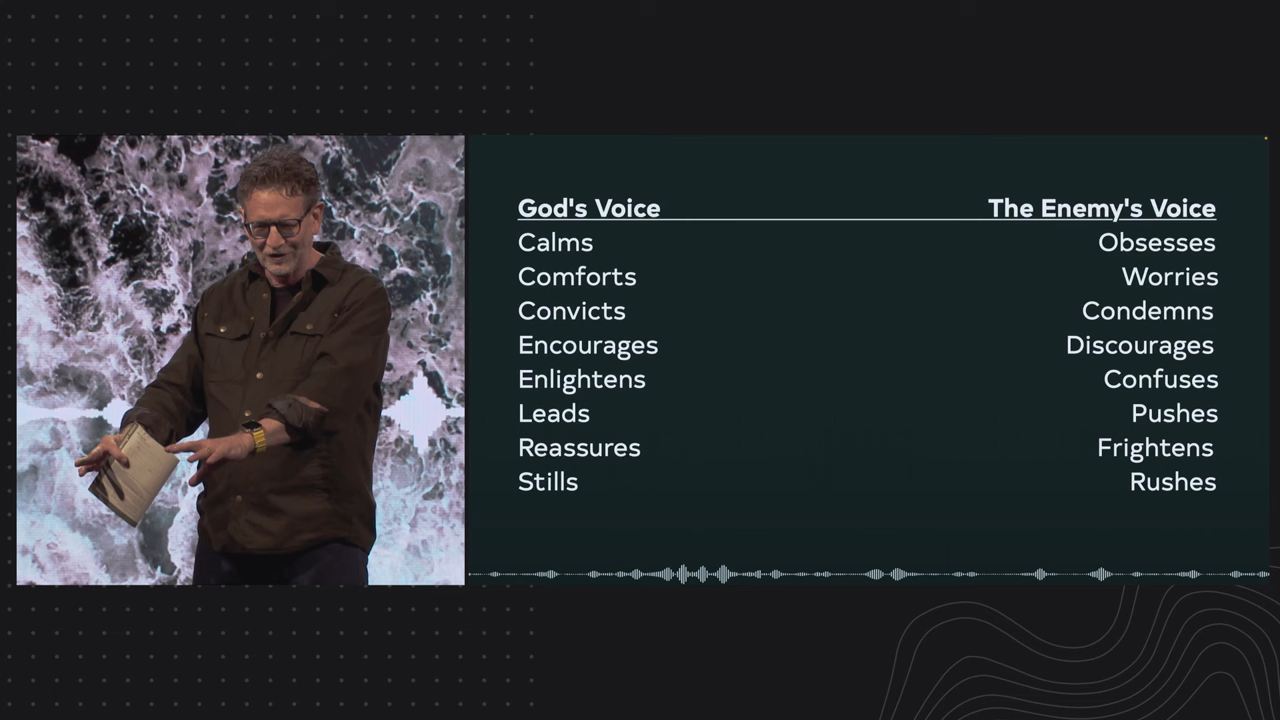 God's Voice The Enemy's Voice
Calms Obsesses
Comforts Worries
Convicts Condemns
Encourages Discourages
Enlightens Confuses
Leads Pushes
Reassures Frightens
Stills Rushes